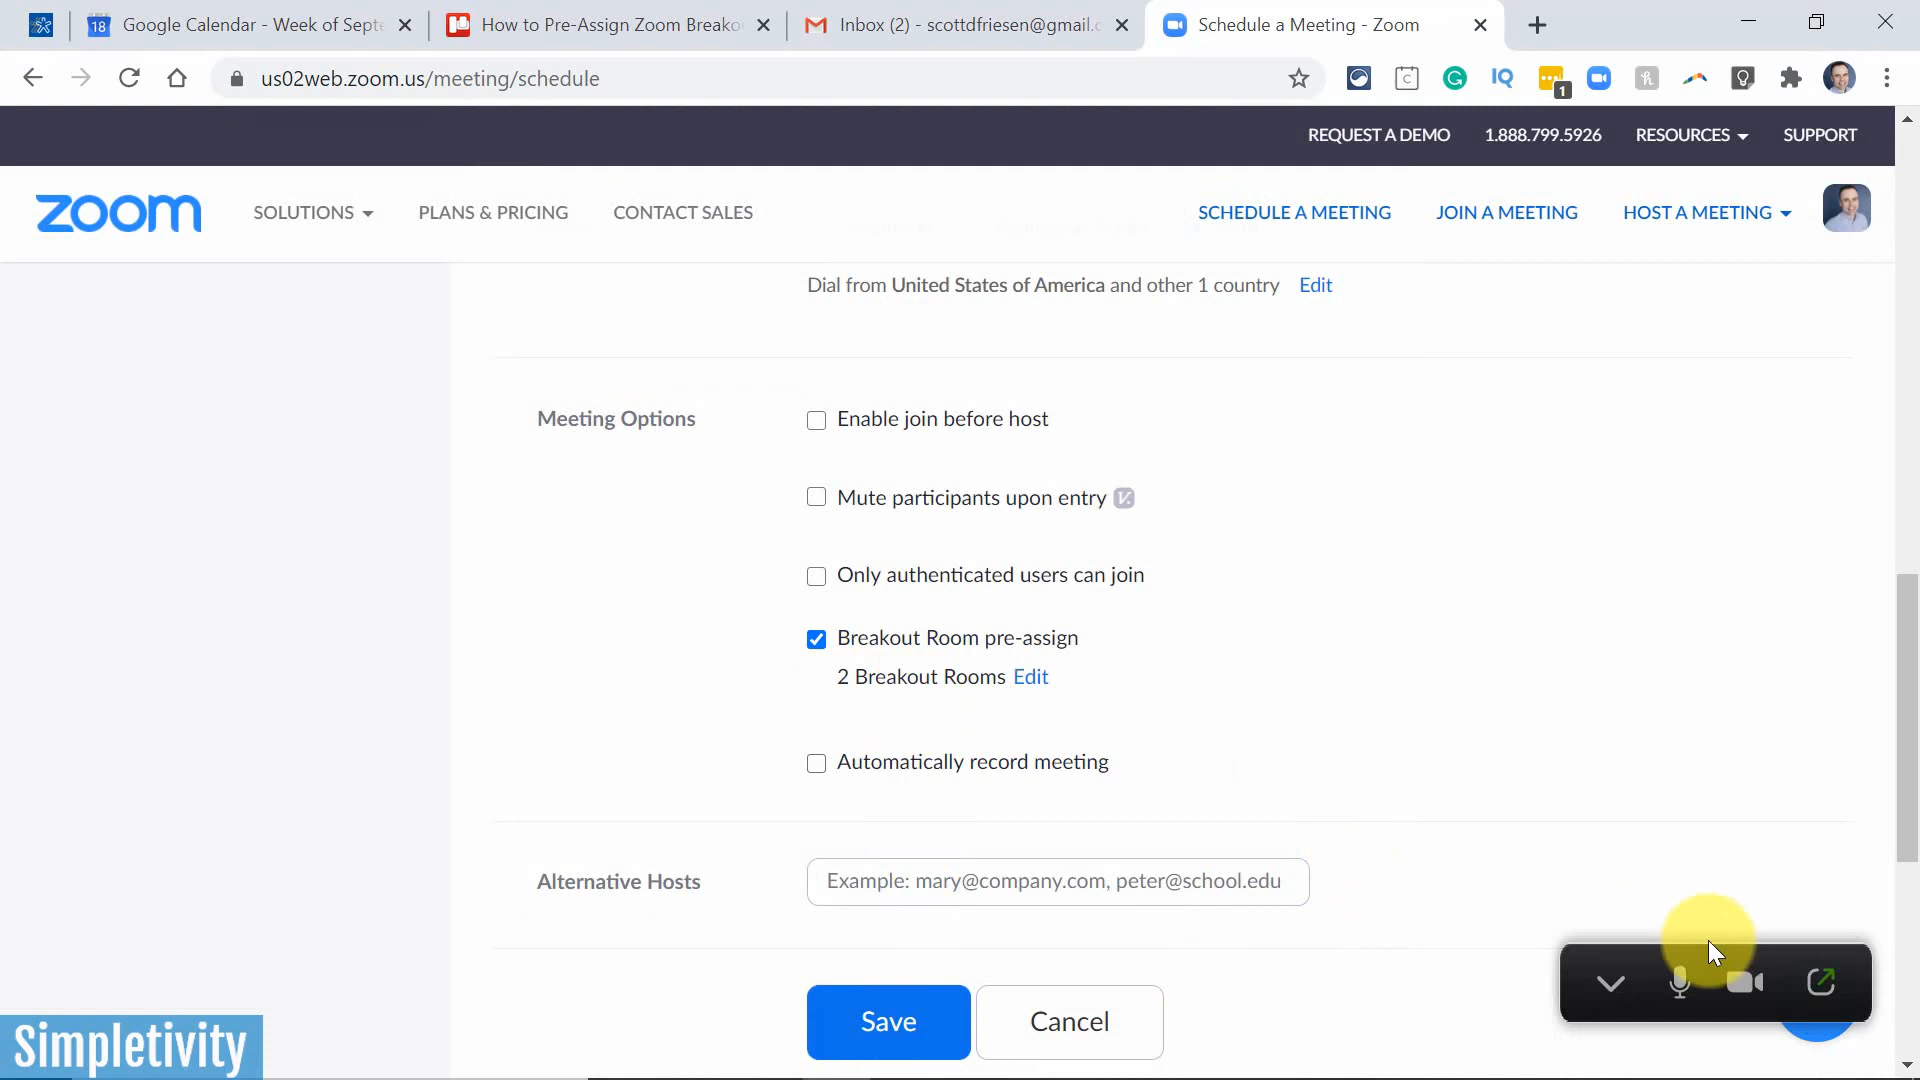 18 Google Calendar - Week of Septe
How to Pre-Assign Zoom Breakou
Inbox (2) - scottdfriesen@gmail.c
Schedule a Meeting - Zoom
us02web.zoom.us/meeting/schedule
1
REQUEST A DEMO 1.888.799.5926 RESOURCES SUPPORT
zoom SOLUTIONS PLANS & PRICING CONTACT SALES SCHEDULE A MEETING JOIN A MEETING HOST A MEETING
Dial from United States of America and other 1 country Edit
Meeting Options
Enable join before host
Mute participants upon entry V.
Only authenticated users can join
Breakout Room pre-assign
2 Breakout Rooms Edit
Automatically record meeting
Alternative Hosts Example: mary@company.com, peter@school.edu
Save Cancel
Simpletivity